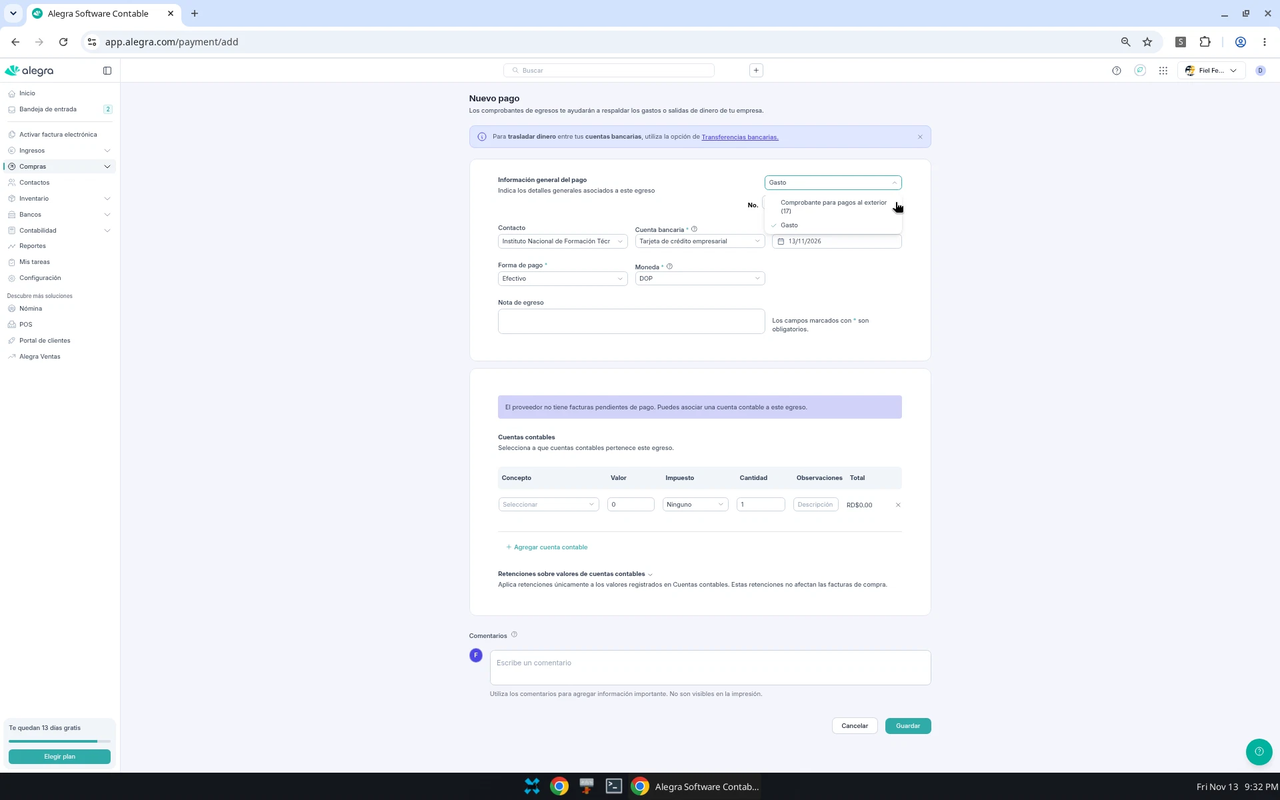 Alegra Software Contable
app.alegra.com/payment/add
S
alegra
Buscar
Fiel Fe...
D
Inicio
Bandeja de entrada 2
Activar factura electrónica
Ingresos
Compras
Contactos
Inventario
Bancos
Contabilidad
Reportes
Mis tareas
Configuración
Descubre más soluciones
Nómina
POS
Portal de clientes
Alegra Ventas
Te quedan 13 días gratis
Elegir plan
Nuevo pago
Los comprobantes de egresos te ayudarán a respaldar los gastos o salidas de dinero de tu empresa.
Para trasladar dinero entre tus cuentas bancarias, utiliza la opción de Transferencias bancarias.
Información general del pago
Indica los detalles generales asociados a este egreso
Gasto
No.
Comprobante para pagos al exterior
(17)
Gasto
Contacto
Cuenta bancaria *
Instituto Nacional de Formación Técr
Tarjeta de crédito empresarial
13/11/2026
Forma de pago *
Moneda *
Efectivo
DOP
Nota de egreso
Los campos marcados con * son
obligatorios.
El proveedor no tiene facturas pendientes de pago. Puedes asociar una cuenta contable a este egreso.
Cuentas contables
Selecciona a que cuentas contables pertenece este egreso.
Concepto Valor Impuesto Cantidad Observaciones Total
Seleccionar 0 Ninguno 1 Descripción RD$0.00
+ Agregar cuenta contable
Retenciones sobre valores de cuentas contables
Aplica retenciones únicamente a los valores registrados en Cuentas contables. Estas retenciones no afectan las facturas de compra.
Comentarios
F
Escribe un comentario
Utiliza los comentarios para agregar información importante. No son visibles en la impresión.
Cancelar
Guardar
Alegra Software Contab...
Fri Nov 13 9:32 PM